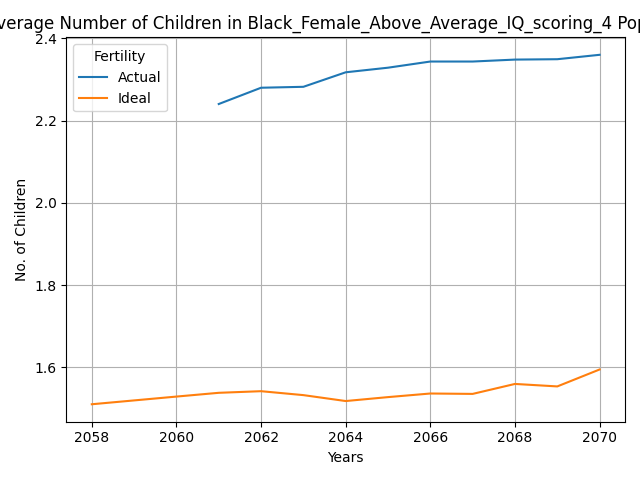 verage Number of Children in Black_Female_Above_Average_IQ_scoring_4 Pop
Fertility
Actual
Ideal
2.4
2.2
2.0
1.8
1.6
No. of Children
2058 2060 2062 2064 2066 2068 2070
Years